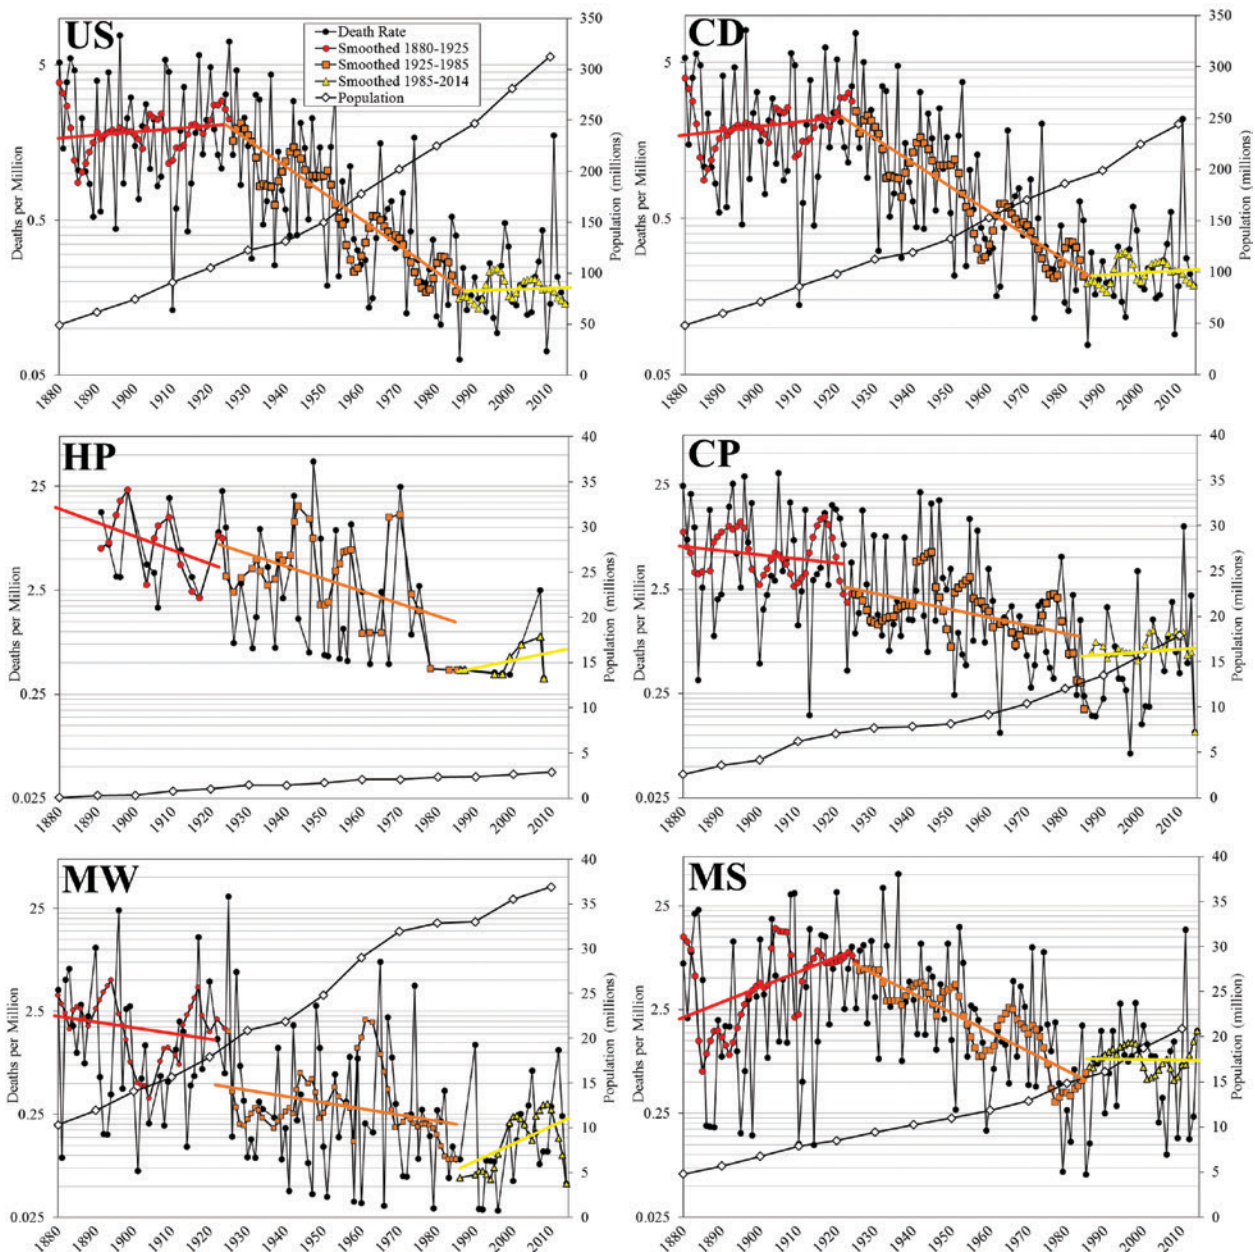 US
Death Rate
Smoothed 1880-1925
Smoothed 1925-1985
Smoothed 1985-2014
Population
5
0.5
0.05
Deaths per Million
350
300
250
200
150
100
50
0
Population (millions)
1880 1890 1900 1910 1920 1930 1940 1950 1960 1970 1980 1990 2000 2010
CD
5
0.5
0.05
Deaths per Million
350
300
250
200
150
100
50
0
Population (millions)
1880 1890 1900 1910 1920 1930 1940 1950 1960 1970 1980 1990 2000 2010
HP
25
2.5
0.25
0.025
Deaths per Million
40
35
30
25
20
15
10
5
0
Population (millions)
1880 1890 1900 1910 1920 1930 1940 1950 1960 1970 1980 1990 2000 2010
CP
25
2.5
0.25
0.025
Deaths per Million
40
35
30
25
20
15
10
5
0
Population (millions)
1880 1890 1900 1910 1920 1930 1940 1950 1960 1970 1980 1990 2000 2010
MW
25
2.5
0.25
0.025
Deaths per Million
40
35
30
25
20
15
10
5
0
Population (millions)
1880 1890 1900 1910 1920 1930 1940 1950 1960 1970 1980 1990 2000 2010
MS
25
2.5
0.25
0.025
Deaths per Million
40
35
30
25
20
15
10
5
0
Population (millions)
1880 1890 1900 1910 1920 1930 1940 1950 1960 1970 1980 1990 2000 2010